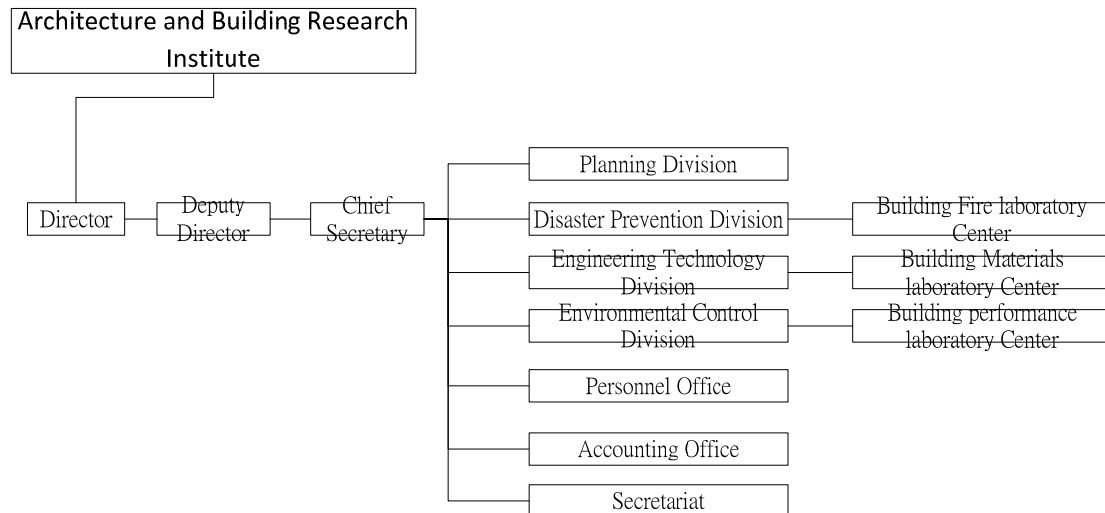 Architecture and Building Research
Institute
Planning Division
Director
Deputy
Director
Chief
Secretary
Disaster Prevention Division
Building Fire laboratory
Center
Engineering Technology
Division
Building Materials
laboratory Center
Environmental Control
Division
Building performance
laboratory Center
Personnel Office
Accounting Office
Secretariat